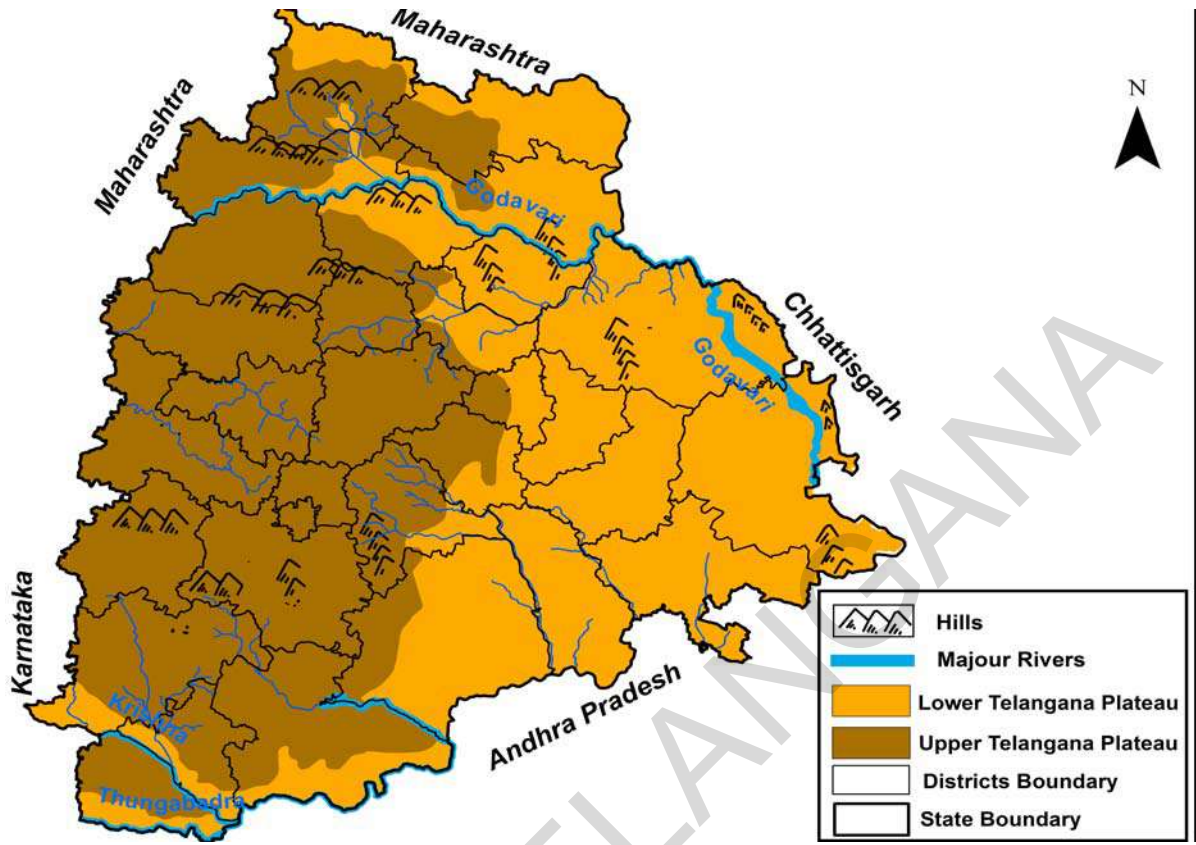 Maharashtra
Maharashtra
N
Godavari
Chhattisgarh
Godavari
Karnataka
Krishna
Thungabadra
Andhra Pradesh
Hills
Majour Rivers
Lower Telangana Plateau
Upper Telangana Plateau
Districts Boundary
State Boundary
TELANGANA